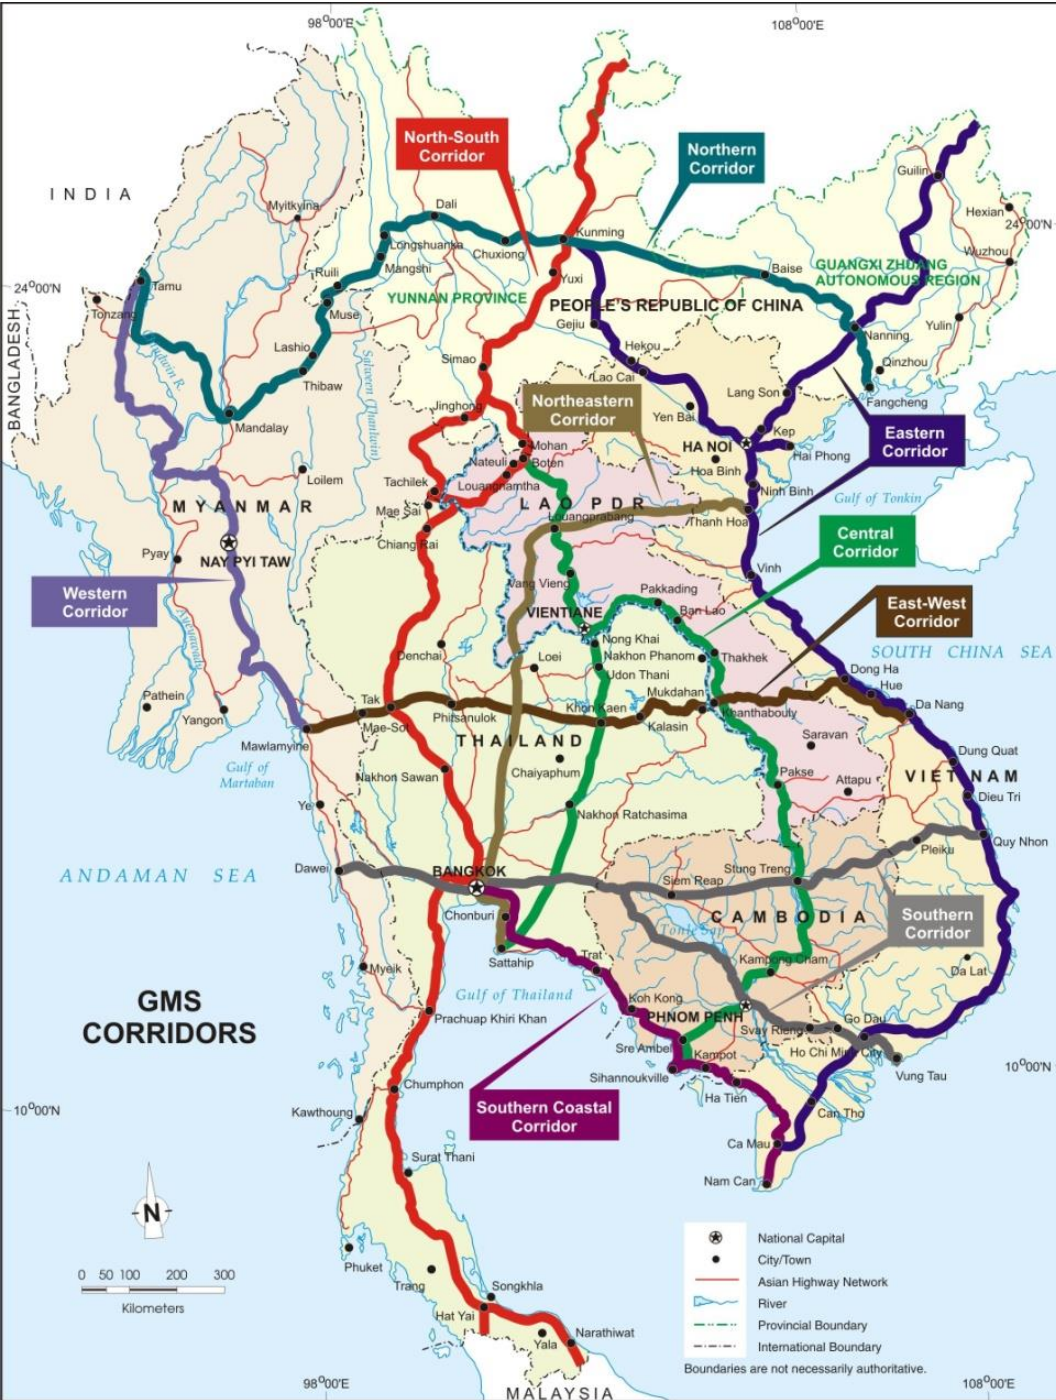 98°00'E
108°00'E
North-South
Corridor
Northern
Corridor
INDIA
Guilin
Myitkyina
Dali
Hexian
24°00'N
Kunming
Longshuanka
Chuxiong
Wuzhou
Mangshi
Baise
GUANGXI ZHUANG
AUTONOMOUS REGION
Yuxi
Ruili
Tamu
24°00'N
YUNNAN PROVINCE
PEOPLE'S REPUBLIC OF CHINA
Tonzang
Muse
Gejiu
Yulin
Nanning
BANGLADESH
Lashio
Simao
Hekou
Qinzhou
Salween (Thanlwin)
Thibaw
Lao Cai
Lang Son
Fangcheng
Northeastern
Corridor
Jinghong
Yen Bai
Mandalay
Kep
Eastern
Corridor
Mohan
HA NOI
Hai Phong
Nateuli
Boten
Hoa Binh
Loilem
Tachilek
Louangnamtha
Ninh Binh
Gulf of Tonkin
MYANMAR
Mae Sai
LAO PDR
Louangprabang
Thanh Hoa
Chiang Rai
Central
Corridor
Pyay
NAY PYI TAW
Vinh
Western
Corridor
Vang Vieng
Pakkading
VIENTIANE
Ban Lao
East-West
Corridor
Nong Khai
Denchai
Loei
Nakhon Phanom
Thakhek
SOUTH CHINA SEA
Udon Thani
Dong Ha
Pathein
Yangon
Tak
Mukdahan
Hue
Phitsanulok
Khon Kaen
Khanthabouly
Da Nang
Mae-Sot
Kalasin
Mawlamyine
THAILAND
Saravan
Gulf of
Martaban
Chaiyaphum
Dung Quat
Nakhon Sawan
Pakse
Attapu
VIET NAM
Ye
Dieu Tri
Nakhon Ratchasima
Quy Nhon
Pleiku
ANDAMAN SEA
Dawei
BANGKOK
Stung Treng
Siem Reap
Chonburi
CAMBODIA
Southern
Corridor
Tonle Sap
Sattahip
Trat
Kampong Cham
Myeik
Da Lat
GMS
CORRIDORS
Gulf of Thailand
Koh Kong
Prachuap Khiri Khan
PHNOM PENH
Go Dau
Svay Rieng
Sre Ambel
Kampot
Ho Chi Minh City
10°00'N
Sihannoukville
Vung Tau
Chumphon
Ha Tien
10°00'N
Kawthoung
Southern Coastal
Corridor
Can Tho
Ca Mau
Surat Thani
Nam Can
N
National Capital
City/Town
Phuket
0 50 100 200 300
Trang
Songkhla
Asian Highway Network
Kilometers
Hat Yai
River
Narathiwat
Provincial Boundary
Yala
International Boundary
Boundaries are not necessarily authoritative.
98°00'E
MALAYSIA
108°00'E